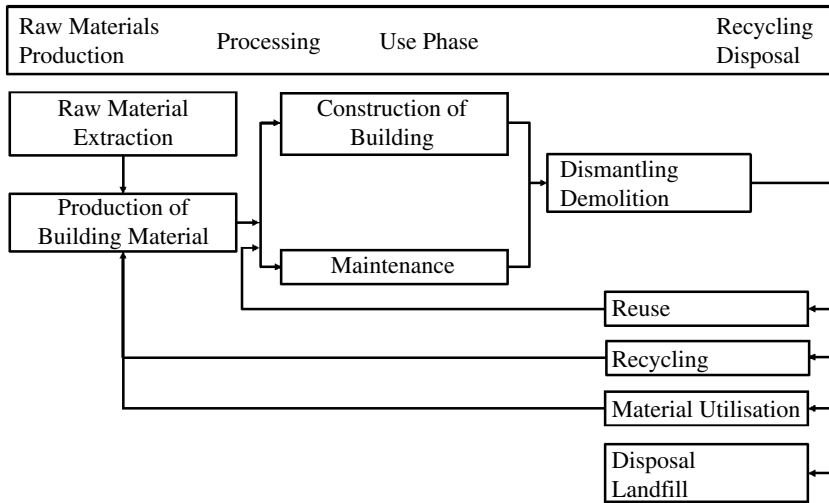 Raw Materials
Production
Processing
Use Phase
Recycling
Disposal
Raw Material
Extraction
Construction of
Building
Dismantling
Demolition
Production of
Building Material
Maintenance
Reuse
Recycling
Material Utilisation
Disposal
Landfill